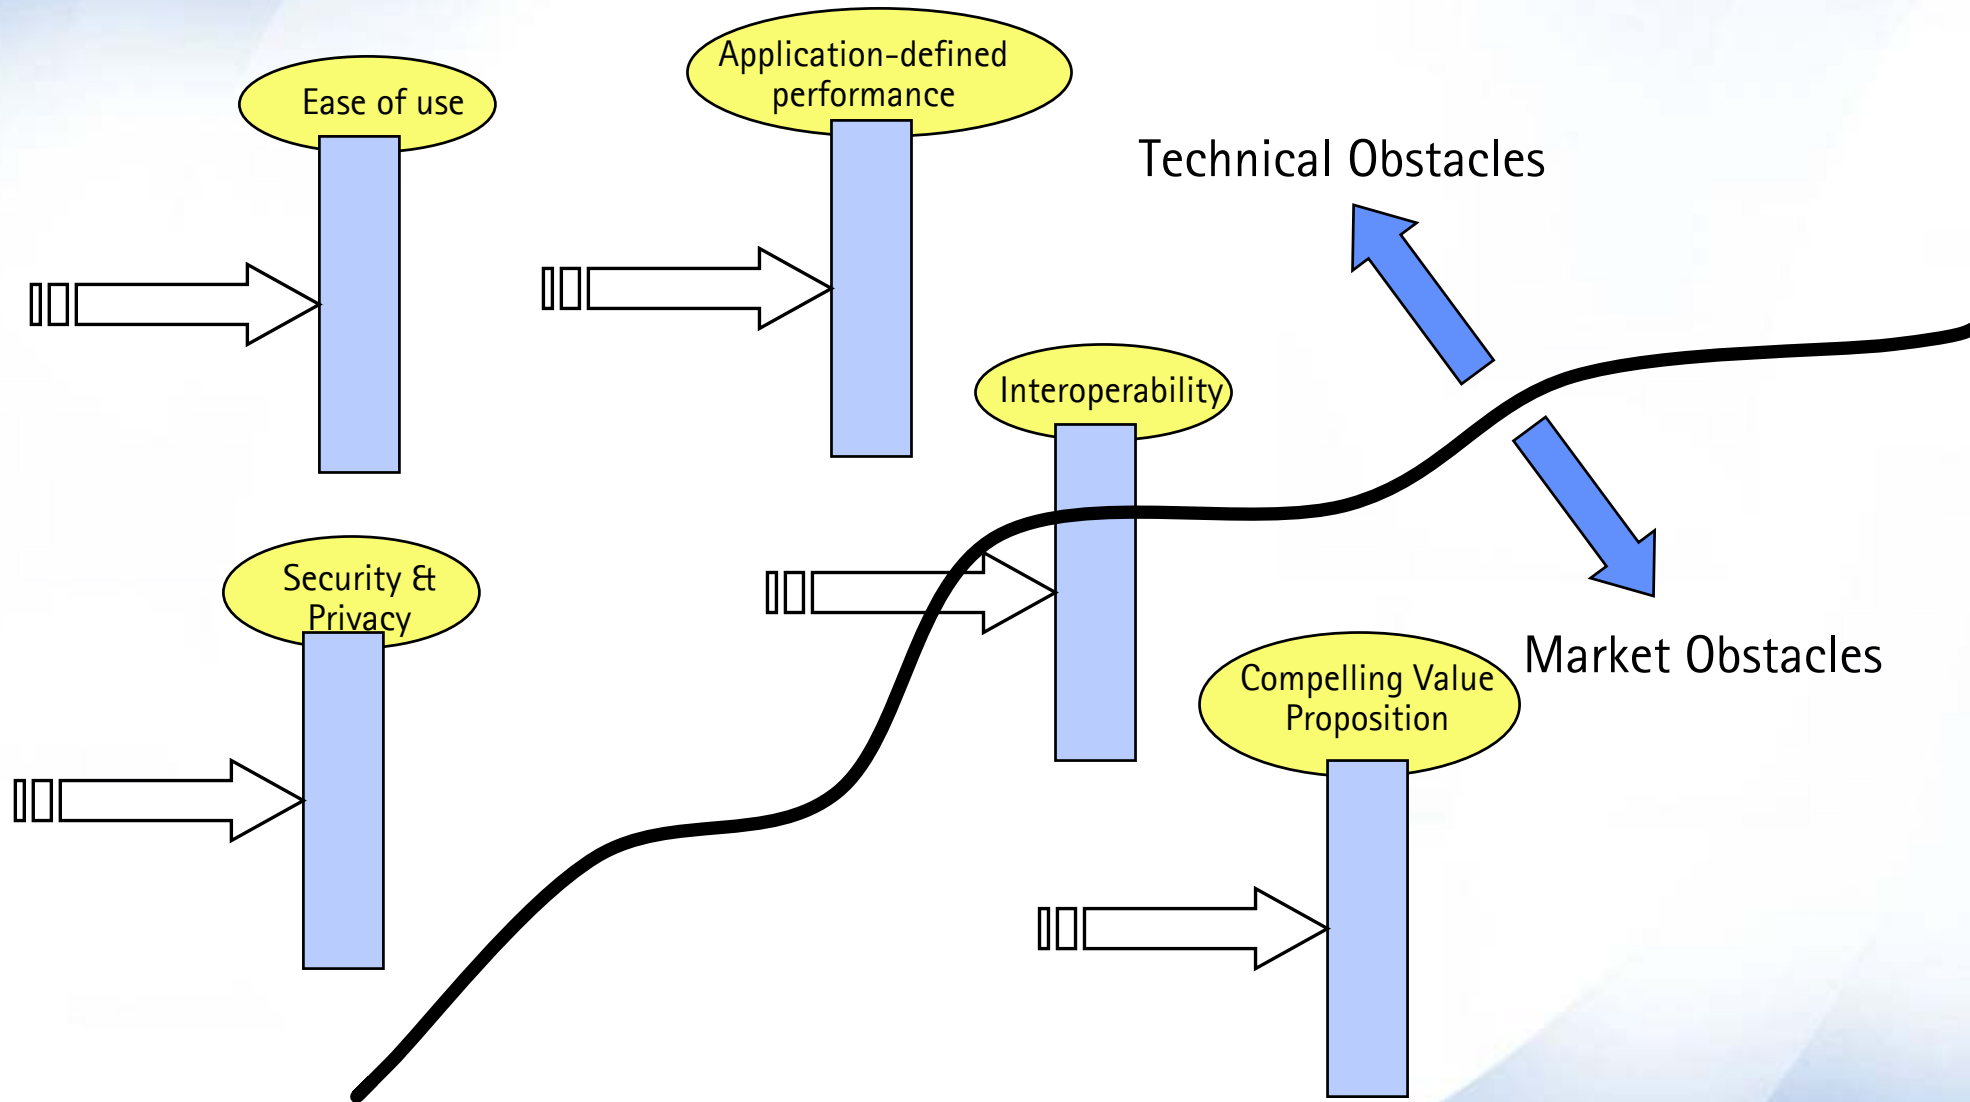 Ease of use
Application-defined
performance
Technical Obstacles
Interoperability
Security &
Privacy
Market Obstacles
Compelling Value
Proposition